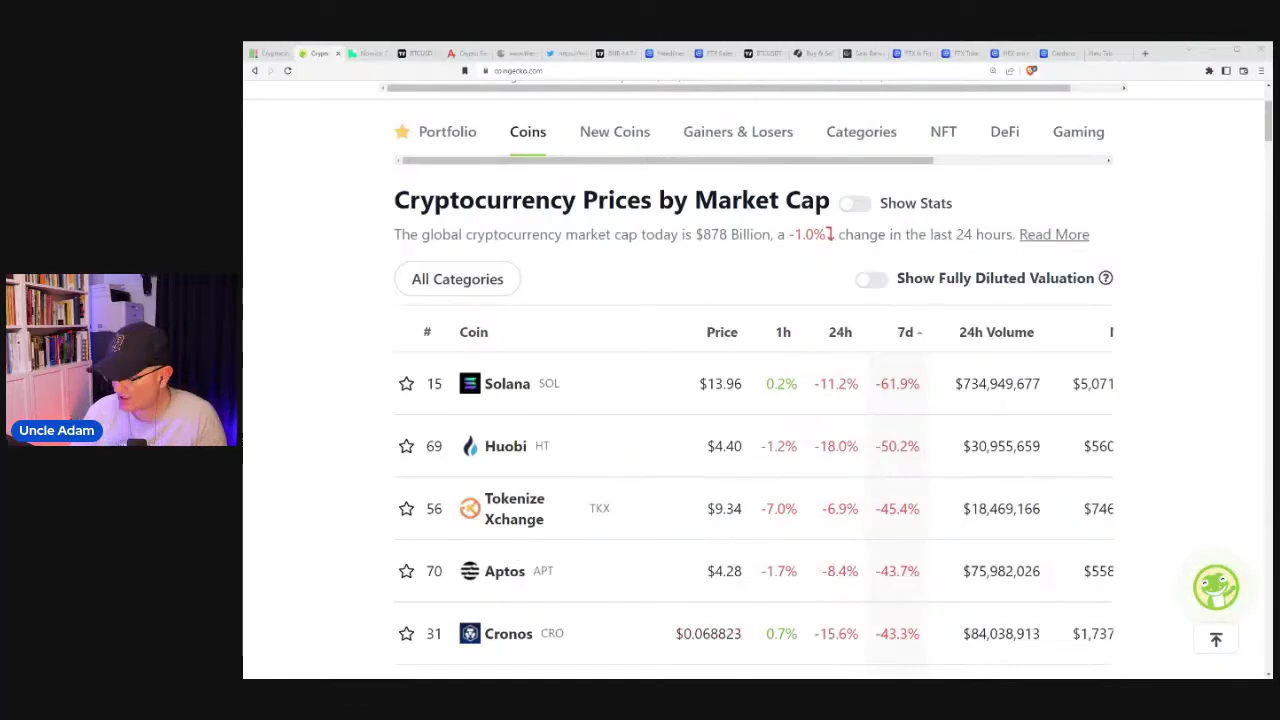 coingecko.com
Portfolio Coins New Coins Gainers & Losers Categories NFT DeFi Gaming
Cryptocurrency Prices by Market Cap Show Stats
The global cryptocurrency market cap today is $878 Billion, a -1.0% change in the last 24 hours. Read More
All Categories Show Fully Diluted Valuation
# Coin Price 1h 24h 7d 24h Volume
15 Solana SOL $13.96 0.2% -11.2% -61.9% $734,949,677 $5,071
69 Huobi HT $4.40 -1.2% -18.0% -50.2% $30,955,659 $560
56 Tokenize Xchange TKX $9.34 -7.0% -6.9% -45.4% $18,469,166 $746
70 Aptos APT $4.28 -1.7% -8.4% -43.7% $75,982,026 $558
31 Cronos CRO $0.068823 0.7% -15.6% -43.3% $84,038,913 $1,737
Uncle Adam